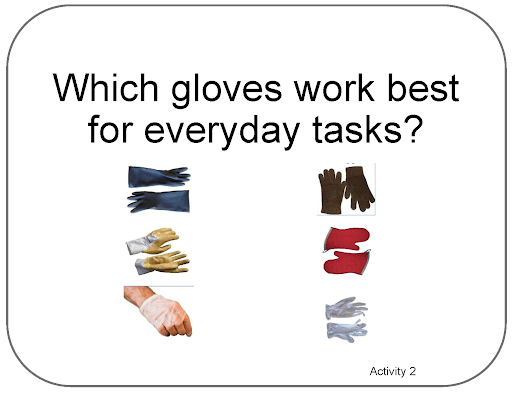 Which gloves work best
for everyday tasks?
Activity 2